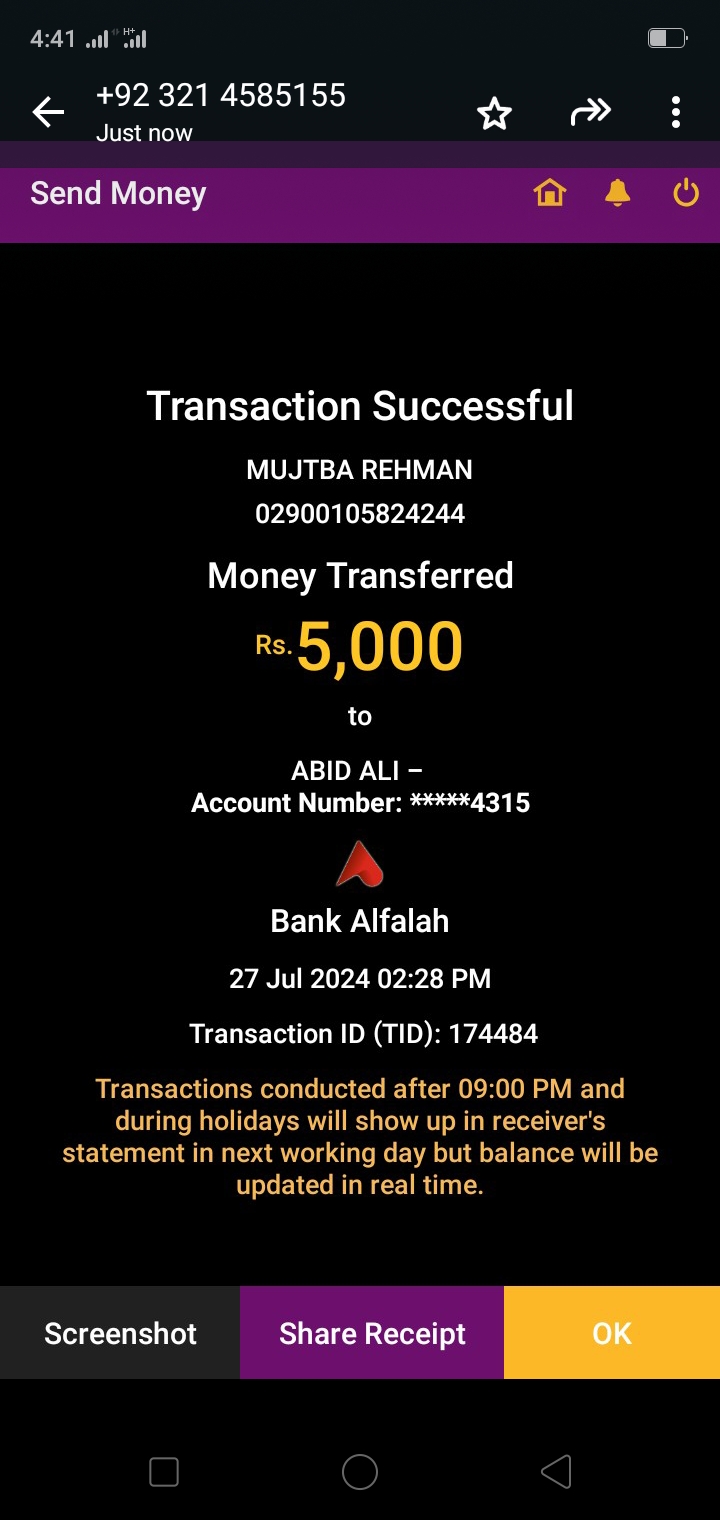 4:41
H+
+92 321 4585155
Just now
Send Money
Transaction Successful
MUJTBA REHMAN
02900105824244
Money Transferred
Rs.5,000
to
ABID ALI –
Account Number: *****4315
Bank Alfalah
27 Jul 2024 02:28 PM
Transaction ID (TID): 174484
Transactions conducted after 09:00 PM and
during holidays will show up in receiver's
statement in next working day but balance will be
updated in real time.
Screenshot Share Receipt OK